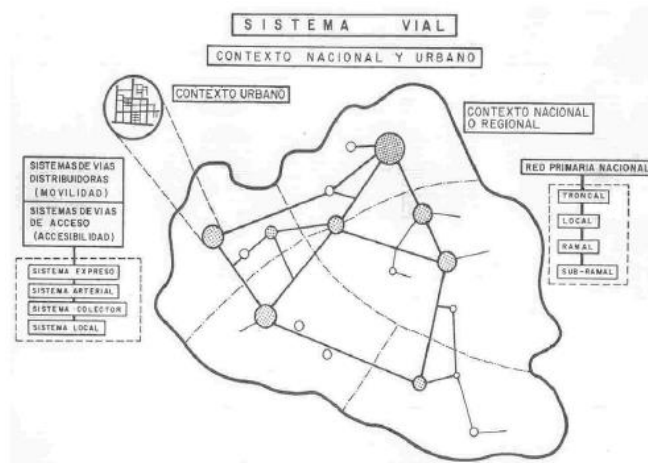 SISTEMA VIAL
CONTEXTO NACIONAL Y URBANO
CONTEXTO URBANO
CONTEXTO NACIONAL
O REGIONAL
SISTEMAS DE VIAS
DISTRIBUIDORAS
(MOVILIDAD)
SISTEMAS DE VIAS
DE ACCESO
(ACCESIBILIDAD)
SISTEMA EXPRESO
SISTEMA ARTERIAL
SISTEMA COLECTOR
SISTEMA LOCAL
RED PRIMARIA NACIONAL
TRONCAL
LOCAL
RAMAL
SUB-RAMAL